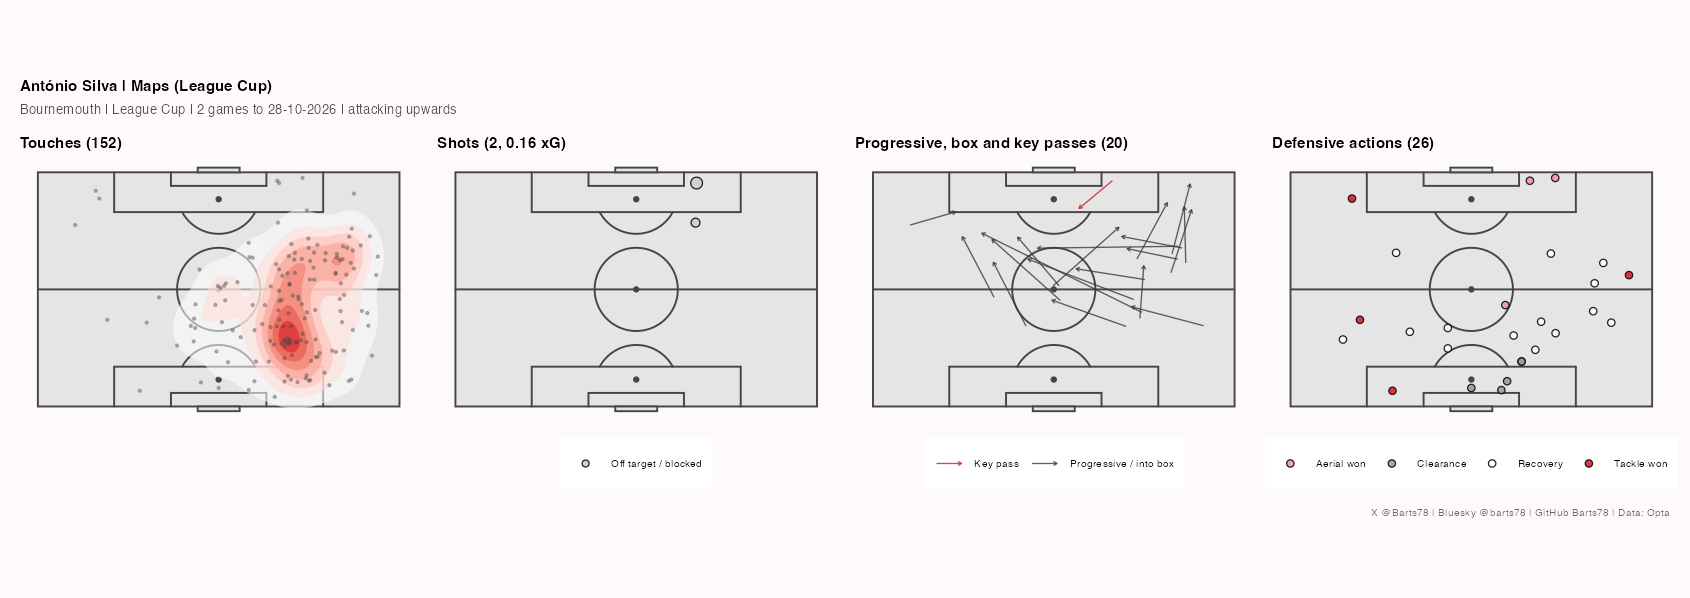 António Silva | Maps (League Cup)
Bournemouth | League Cup | 2 games to 28-10-2026 | attacking upwards
Touches (152)
Shots (2, 0.16 xG)
Progressive, box and key passes (20)
Defensive actions (26)
Off target / blocked
Key pass
Progressive / into box
Aerial won
Clearance
Recovery
Tackle won
X @Barts78 | Bluesky @barts78 | GitHub Barts78 | Data: Opta